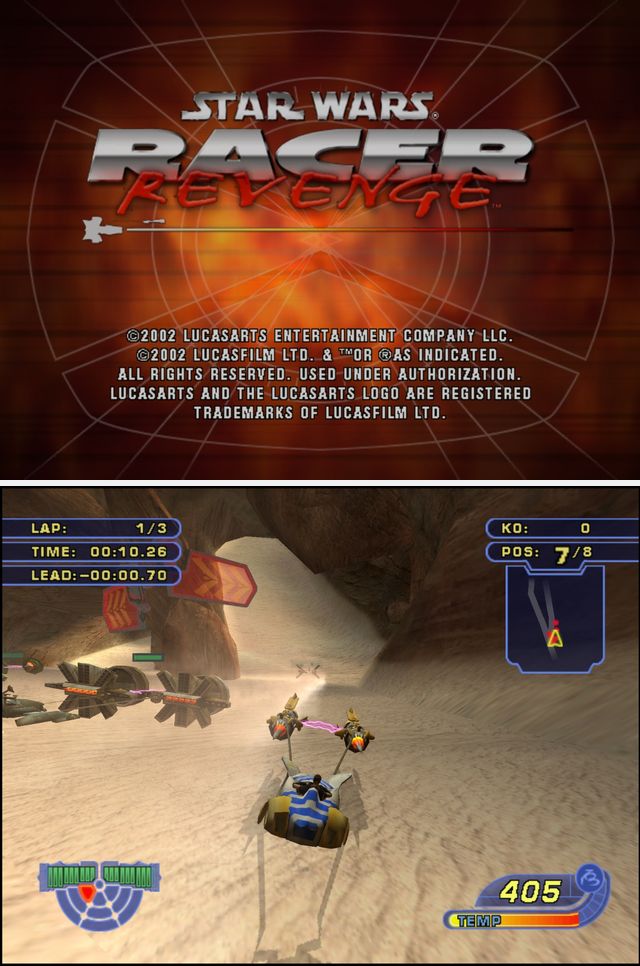 STAR WARS®
RACER
REVENGE™
©2002 LUCASARTS ENTERTAINMENT COMPANY LLC.
©2002 LUCASFILM LTD. & ™OR ®AS INDICATED.
ALL RIGHTS RESERVED. USED UNDER AUTHORIZATION.
LUCASARTS AND THE LUCASARTS LOGO ARE REGISTERED
TRADEMARKS OF LUCASFILM LTD.
LAP: 1/3
TIME: 00:10.26
LEAD:-00:00.70
KO: 0
POS: 7/8
405
TEMP